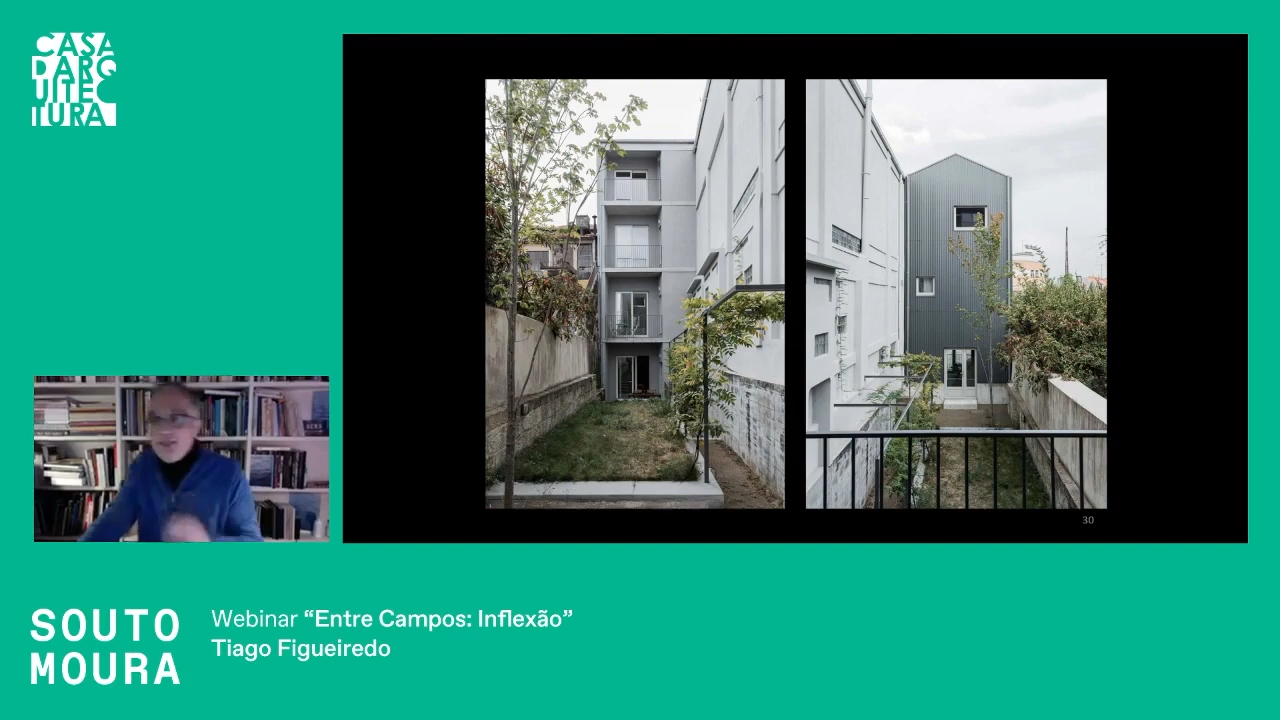 CASA
DARQ
UITEC
TURA
30
SOUTO
MOURA
Webinar “Entre Campos: Inflexão”
Tiago Figueiredo